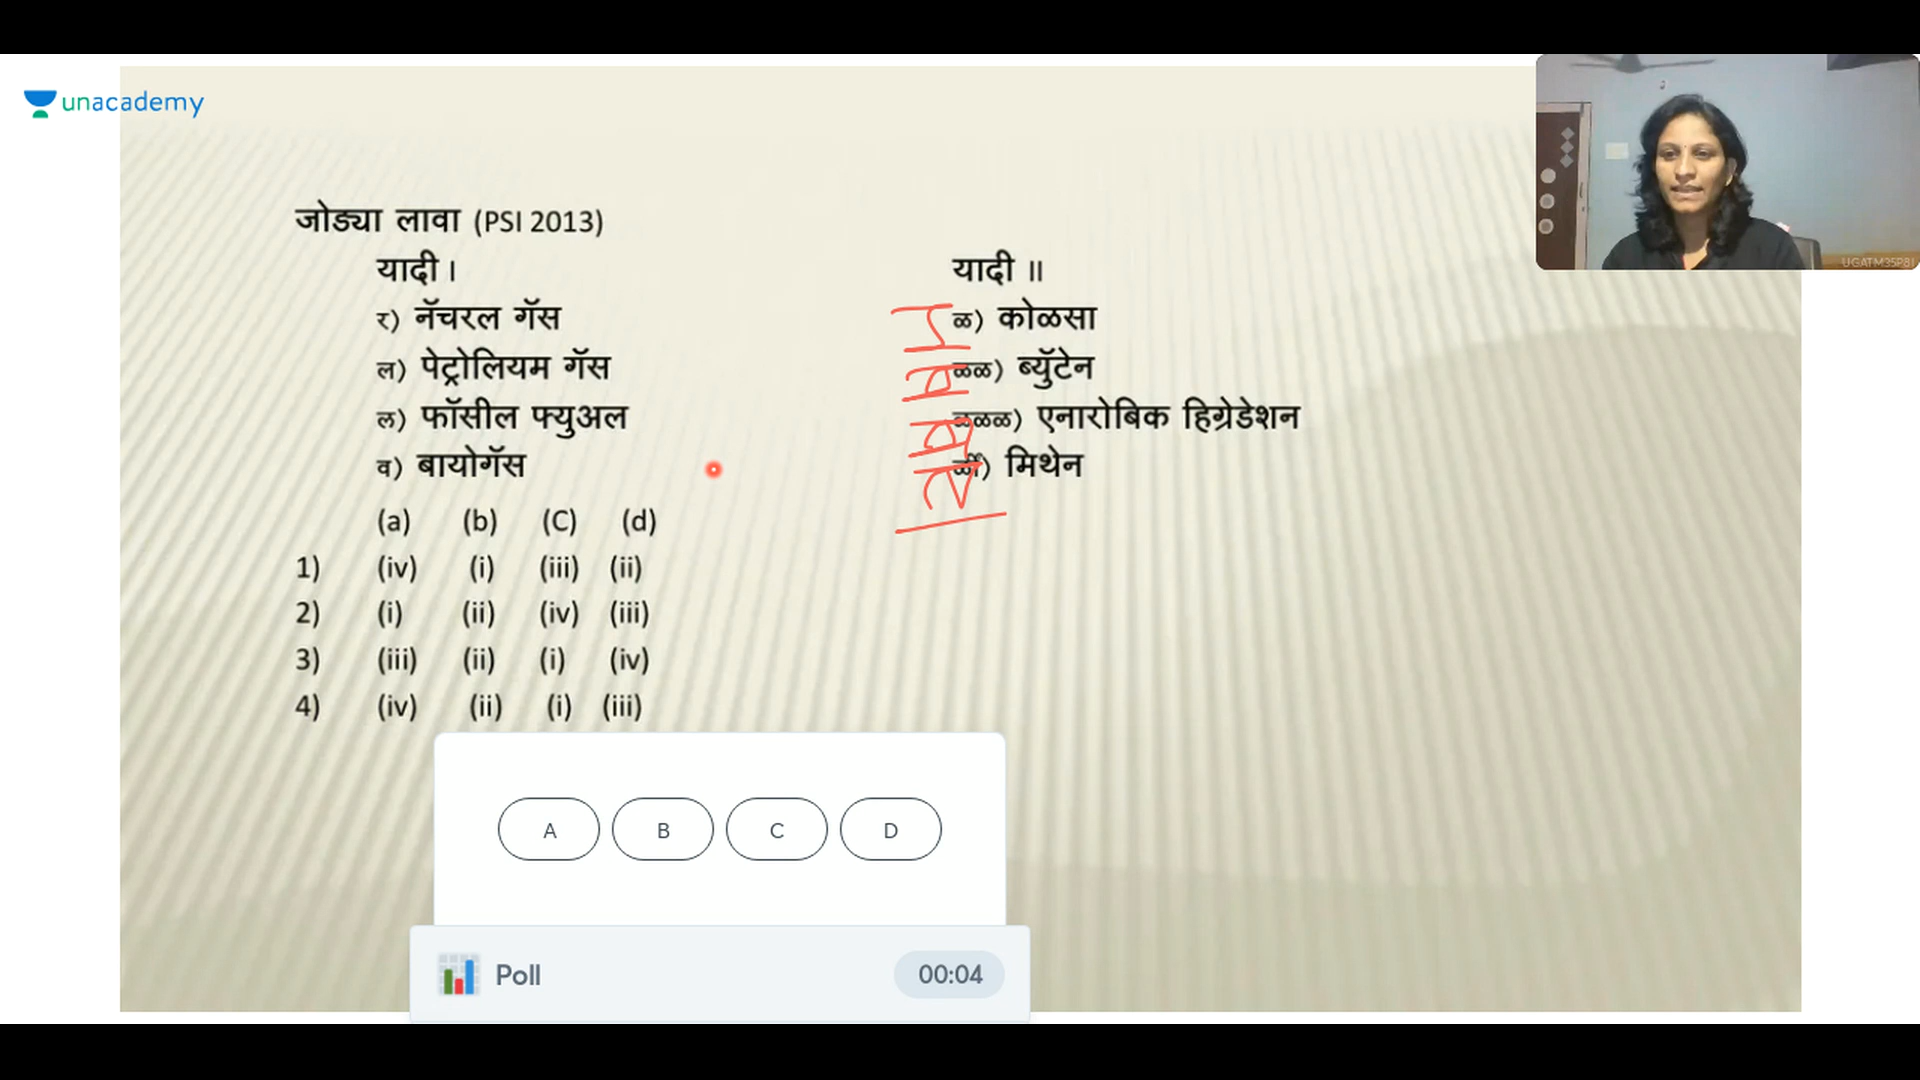 unacademy
UGATM35P8I
जोड्या लावा (PSI 2013)
यादी I यादी II
र) नॅचरल गॅस ळ) कोळसा
ल) पेट्रोलियम गॅस ळळ) ब्युॅटेन
ल) फॉसील फ्युअल ळळळ) एनारोबिक हिग्रेडेशन
व) बायोगॅस मिथेन
(a) (b) (C) (d)
1) (iv) (i) (iii) (ii)
2) (i) (ii) (iv) (iii)
3) (iii) (ii) (i) (iv)
4) (iv) (ii) (i) (iii)
A B C D
Poll 00:04